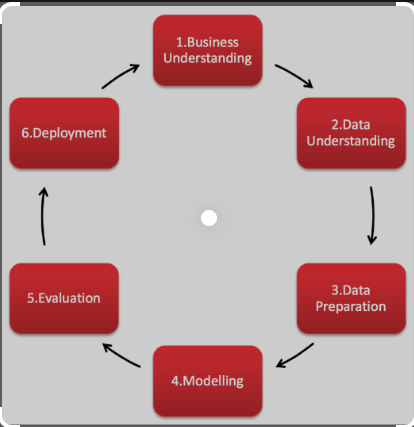 1.Business
Understanding
2.Data
Understanding
3.Data
Preparation
4.Modelling
5.Evaluation
6.Deployment